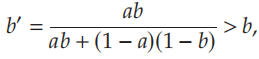 b′ = ab / (ab + (1 − a)(1 − b)) > b,